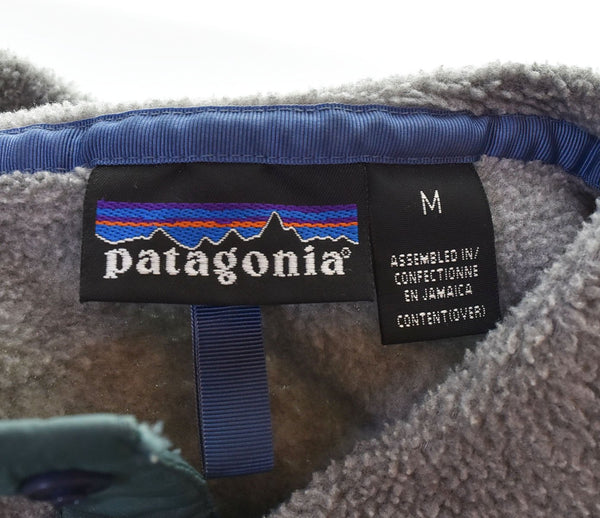 patagonia®
M
ASSEMBLED IN/
CONFECTIONNE
EN JAMAICA
CONTENT(OVER)